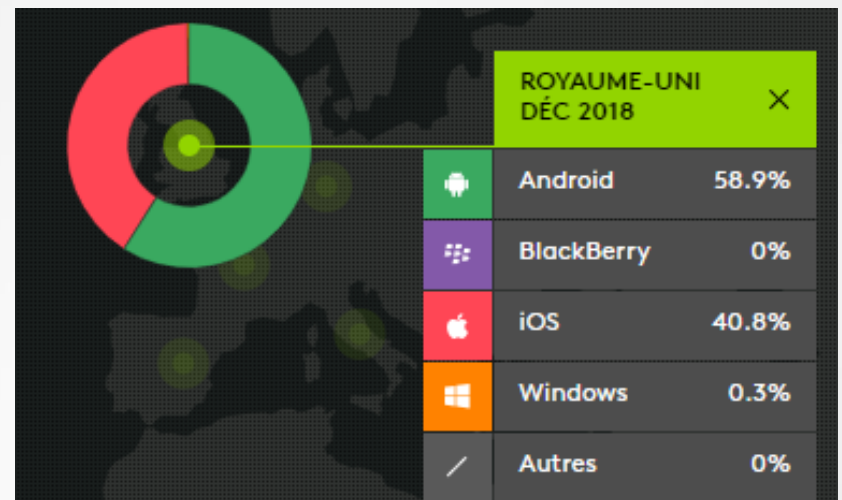 ROYAUME-UNI
DÉC 2018
Android 58.9%
BlackBerry 0%
iOS 40.8%
Windows 0.3%
Autres 0%